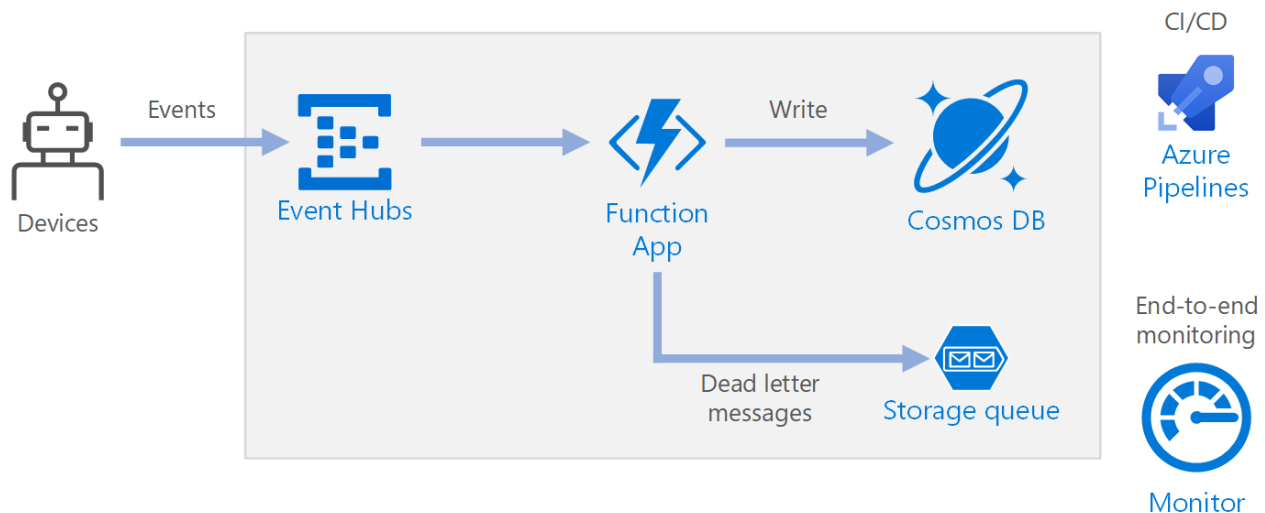 CI/CD
Events
Write
Devices
Event Hubs
Function
App
Cosmos DB
Azure
Pipelines
Dead letter
messages
Storage queue
End-to-end
monitoring
Monitor